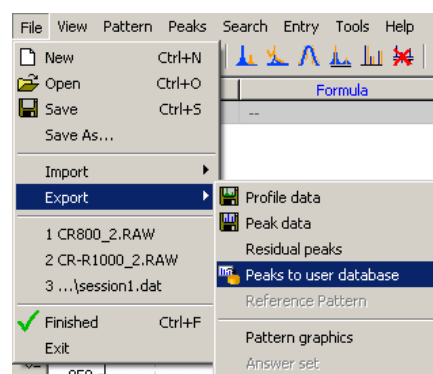 File View Pattern Peaks Search Entry Tools Help
New Ctrl+N
Open Ctrl+O
Formula
Save Ctrl+S
--
Save As...
Import
Export
Profile data
Peak data
1 CR800_2.RAW
Residual peaks
2 CR-R1000_2.RAW
Peaks to user database
3 ...\session1.dat
Reference Pattern
Finished Ctrl+F
Pattern graphics
Exit
Answer set